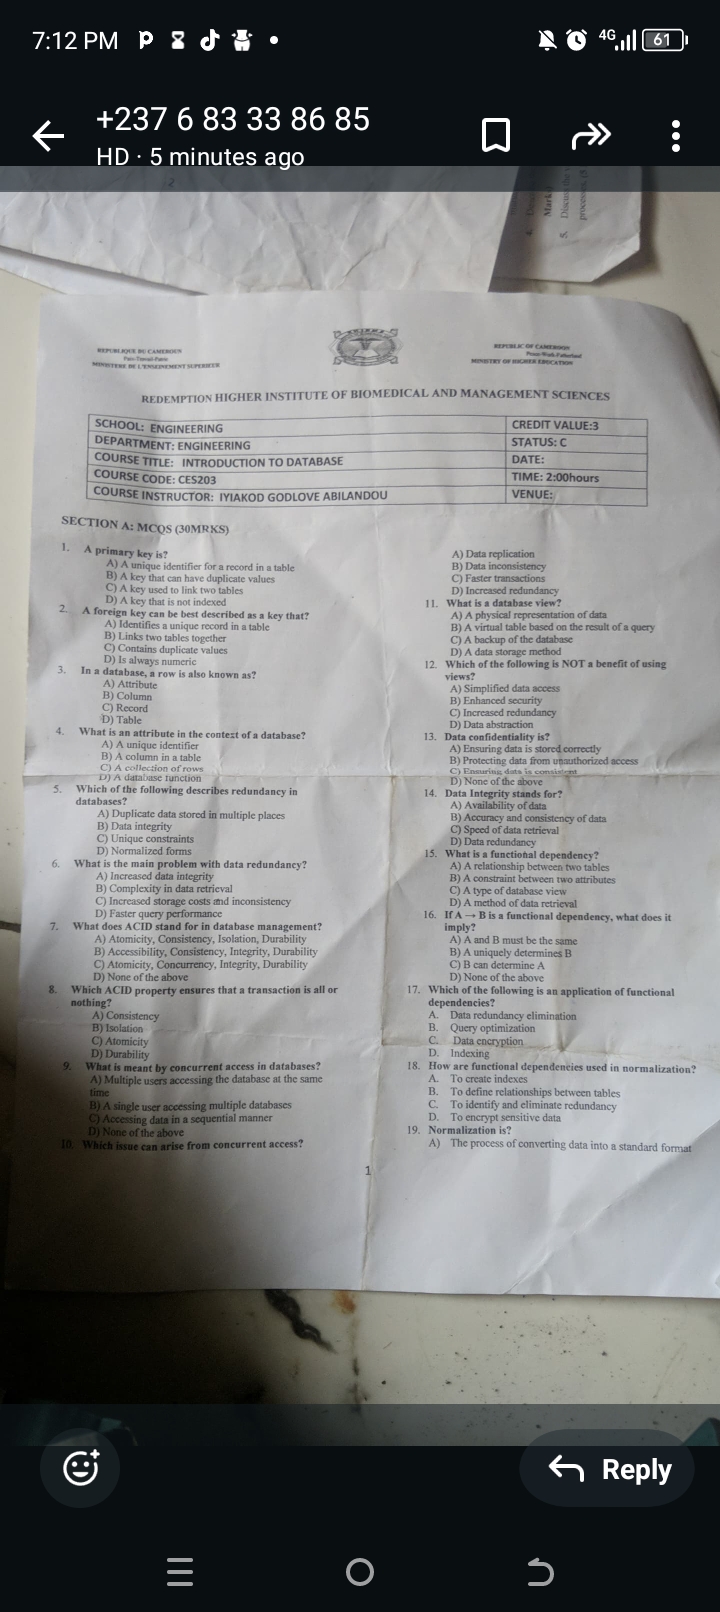 7:12 PM
4G 61
+237 6 83 33 86 85
HD · 5 minutes ago
Mark
5. Discuss the
processes. (5
REPUBLIQUE DU CAMEROUN
Paix-Travail-Patrie
MINISTERE DE L'ENSEINEMENT SUPERIEUR
REPUBLIC OF CAMEROON
Peace-Work-Fatherland
MINISTRY OF HIGHER EDUCATION
REDEMPTION HIGHER INSTITUTE OF BIOMEDICAL AND MANAGEMENT SCIENCES
SCHOOL: ENGINEERING CREDIT VALUE:3
DEPARTMENT: ENGINEERING STATUS: C
COURSE TITLE: INTRODUCTION TO DATABASE DATE:
COURSE CODE: CES203 TIME: 2:00hours
COURSE INSTRUCTOR: IYIAKOD GODLOVE ABILANDOU VENUE:
SECTION A: MCQS (30MRKS)
1. A primary key is?
A) A unique identifier for a record in a table
B) A key that can have duplicate values
C) A key used to link two tables
D) A key that is not indexed
2. A foreign key can be best described as a key that?
A) Identifies a unique record in a table
B) Links two tables together
C) Contains duplicate values
D) Is always numeric
3. In a database, a row is also known as?
A) Attribute
B) Column
C) Record
D) Table
4. What is an attribute in the context of a database?
A) A unique identifier
B) A column in a table
C) A collection of rows
D) A database function
5. Which of the following describes redundancy in
databases?
A) Duplicate data stored in multiple places
B) Data integrity
C) Unique constraints
D) Normalized forms
6. What is the main problem with data redundancy?
A) Increased data integrity
B) Complexity in data retrieval
C) Increased storage costs and inconsistency
D) Faster query performance
7. What does ACID stand for in database management?
A) Atomicity, Consistency, Isolation, Durability
B) Accessibility, Consistency, Integrity, Durability
C) Atomicity, Concurrency, Integrity, Durability
D) None of the above
8. Which ACID property ensures that a transaction is all or
nothing?
A) Consistency
B) Isolation
C) Atomicity
D) Durability
9. What is meant by concurrent access in databases?
A) Multiple users accessing the database at the same
time
B) A single user accessing multiple databases
C) Accessing data in a sequential manner
D) None of the above
10. Which issue can arise from concurrent access?
A) Data replication
B) Data inconsistency
C) Faster transactions
D) Increased redundancy
11. What is a database view?
A) A physical representation of data
B) A virtual table based on the result of a query
C) A backup of the database
D) A data storage method
12. Which of the following is NOT a benefit of using
views?
A) Simplified data access
B) Enhanced security
C) Increased redundancy
D) Data abstraction
13. Data confidentiality is?
A) Ensuring data is stored correctly
B) Protecting data from unauthorized access
C) Ensuring data is consistent
D) None of the above
14. Data Integrity stands for?
A) Availability of data
B) Accuracy and consistency of data
C) Speed of data retrieval
D) Data redundancy
15. What is a functional dependency?
A) A relationship between two tables
B) A constraint between two attributes
C) A type of database view
D) A method of data retrieval
16. If A → B is a functional dependency, what does it
imply?
A) A and B must be the same
B) A uniquely determines B
C) B can determine A
D) None of the above
17. Which of the following is an application of functional
dependencies?
A. Data redundancy elimination
B. Query optimization
C. Data encryption
D. Indexing
18. How are functional dependencies used in normalization?
A. To create indexes
B. To define relationships between tables
C. To identify and eliminate redundancy
D. To encrypt sensitive data
19. Normalization is?
A) The process of converting data into a standard format
1
Reply